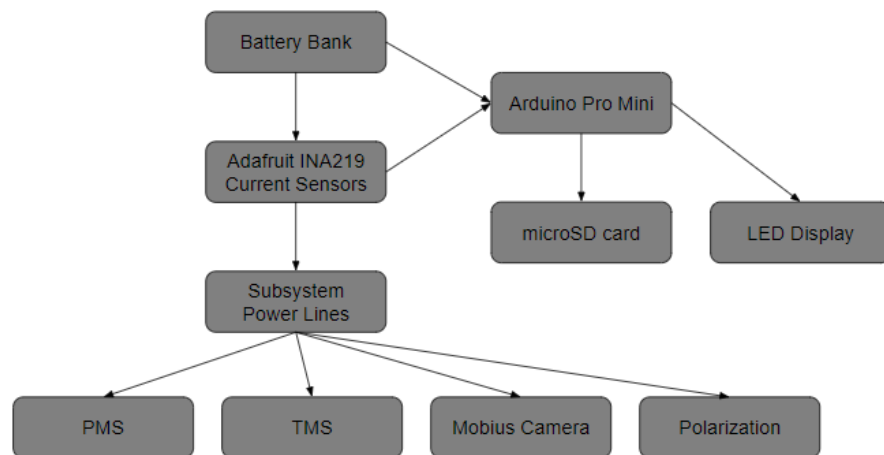 Battery Bank
Arduino Pro Mini
Adafruit INA219
Current Sensors
microSD card
LED Display
Subsystem
Power Lines
PMS
TMS
Mobius Camera
Polarization